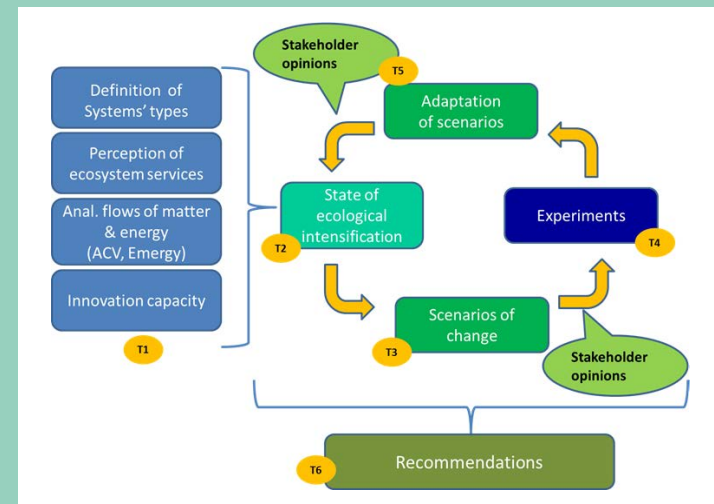 Stakeholder
opinions
T5
Definition of
Systems' types
Adaptation
of scenarios
Perception of
ecosystem services
State of
ecological
intensification
T2
Experiments
T4
Anal. flows of matter
& energy
(ACV, Emergy)
Innovation capacity
T1
Scenarios of
change
T3
Stakeholder
opinions
Recommendations
T6